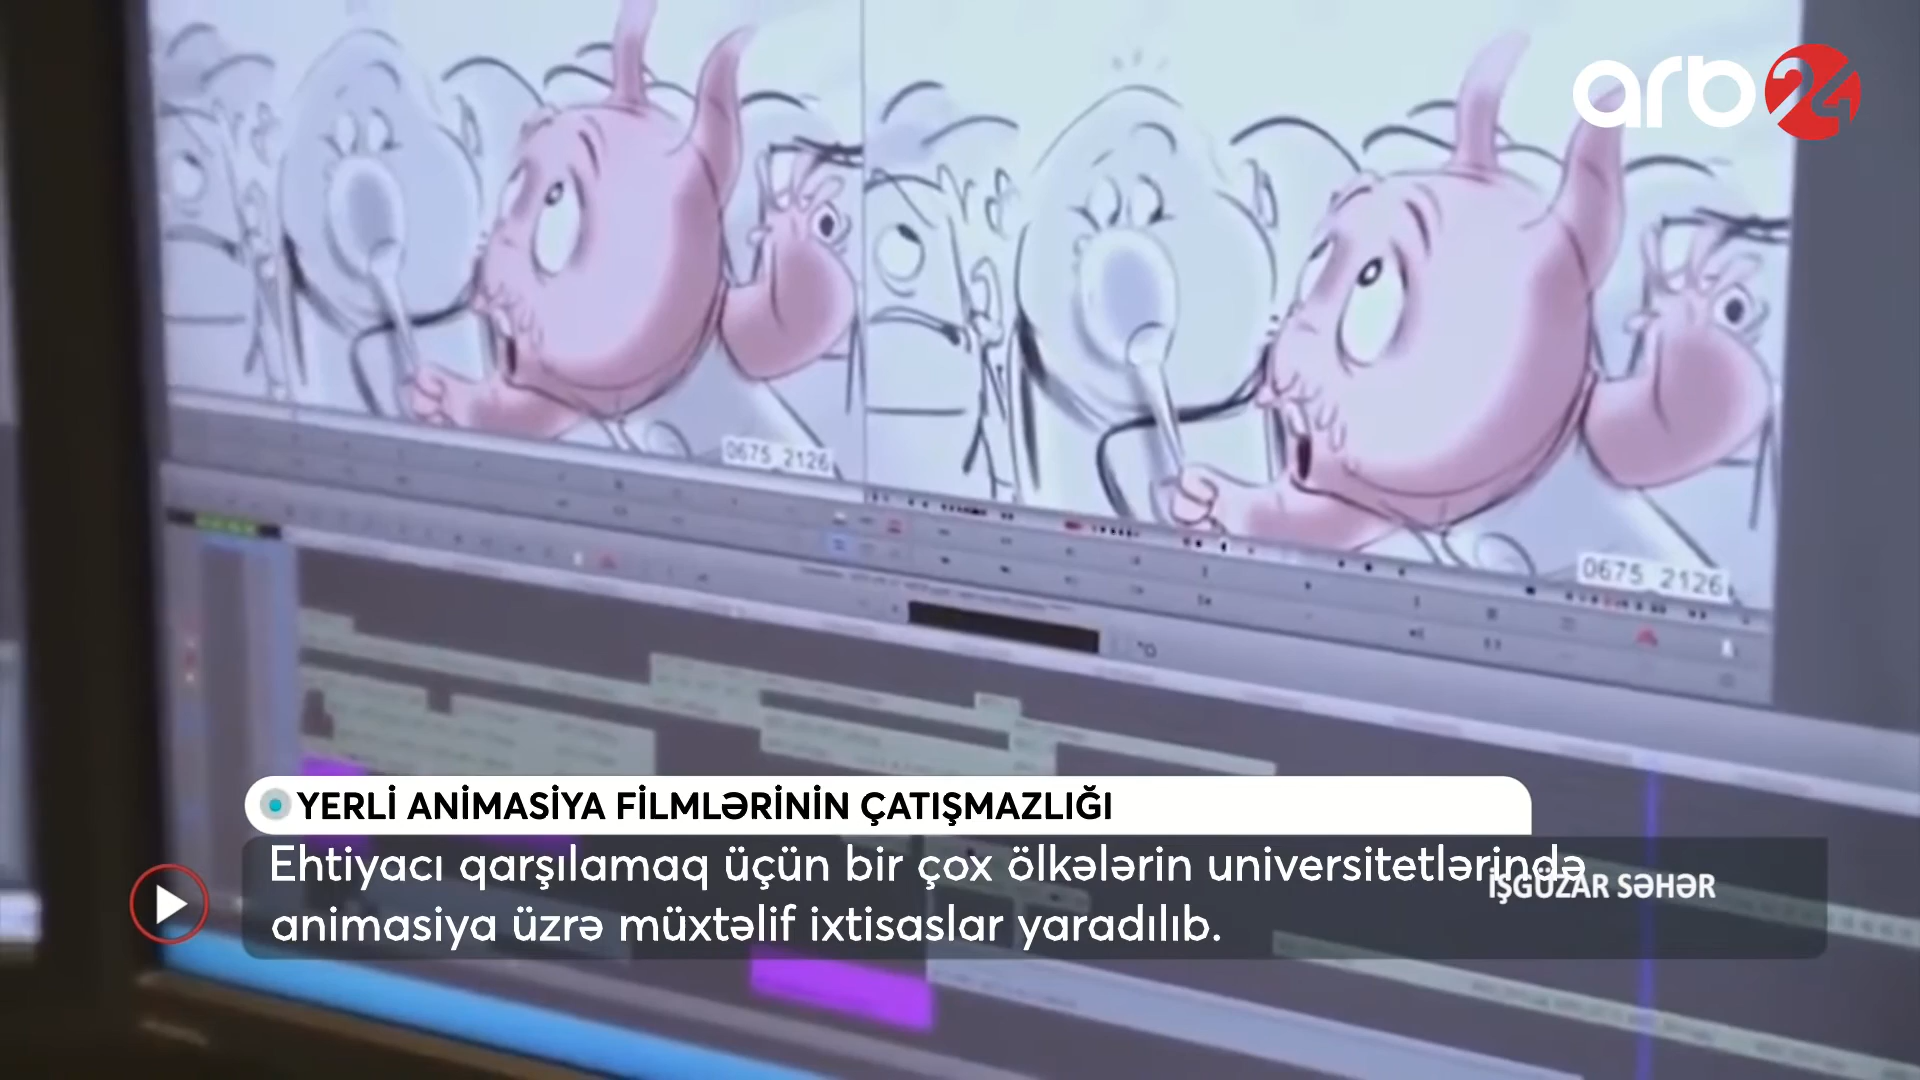 arb24
0675 2126
0675 2126
YERLİ ANİMASİYA FİLMLƏRİNİN ÇATIŞMAZLIĞI
Ehtiyacı qarşılamaq üçün bir çox ölkələrin universitetlərində
İŞGÜZAR SƏHƏR
animasiya üzrə müxtəlif ixtisaslar yaradılıb.